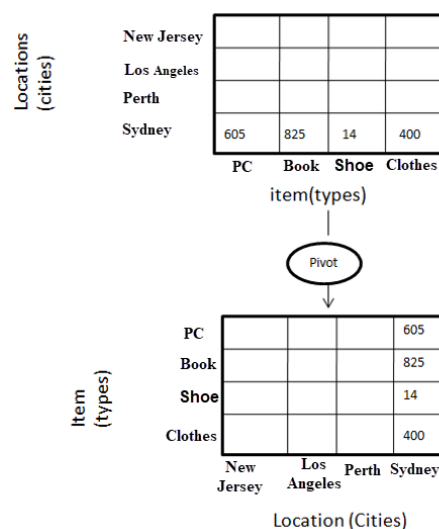 New Jersey
Los Angeles
Perth
Sydney
Locations
(cities)
605 825 14 400
PC Book Shoe Clothes
item(types)
Pivot
PC 605
Book 825
Shoe 14
Clothes 400
Item
(types)
New Jersey
Los Angeles
Perth
Sydney
Location (Cities)